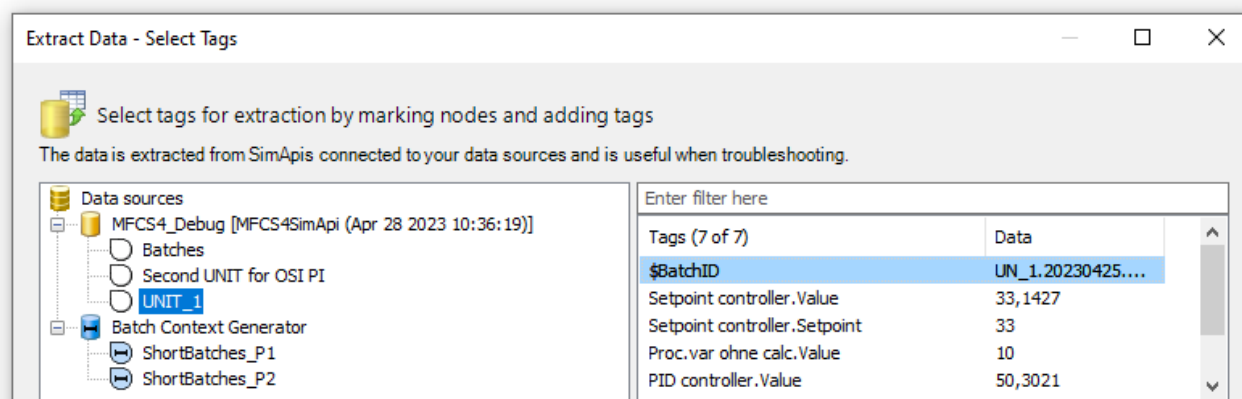 Extract Data - Select Tags
Select tags for extraction by marking nodes and adding tags
The data is extracted from SimApis connected to your data sources and is useful when troubleshooting.
Data sources
MFCS4_Debug [MFCS4SimApi (Apr 28 2023 10:36:19)]
Batches
Second UNIT for OSI PI
UNIT_1
Batch Context Generator
ShortBatches_P1
ShortBatches_P2
Enter filter here
Tags (7 of 7) Data
$BatchID UN_1.20230425....
Setpoint controller.Value 33,1427
Setpoint controller.Setpoint 33
Proc.var ohne calc.Value 10
PID controller.Value 50,3021